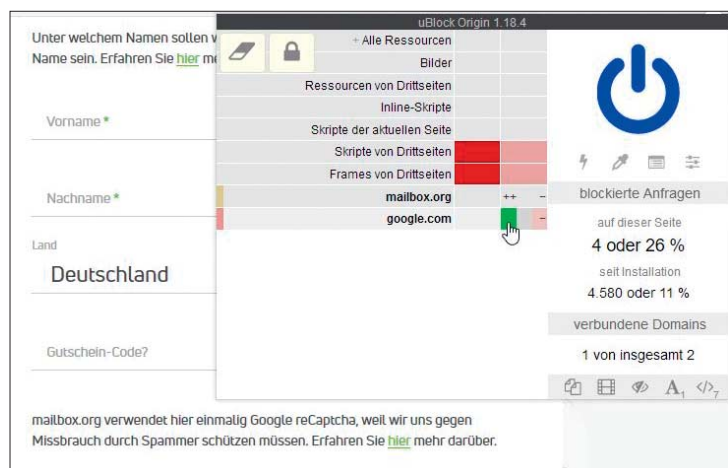 Unter welchem Namen sollen
Name sein. Erfahren Sie hier
Vorname *
Nachname *
Land
Deutschland
Gutschein-Code?
mailbox.org verwendet hier einmalig Google reCaptcha, weil wir uns gegen
Missbrauch durch Spammer schützen müssen. Erfahren Sie hier mehr darüber.
uBlock Origin 1.18.4
+ Alle Ressourcen
Bilder
Ressourcen von Drittseiten
Inline-Skripte
Skripte der aktuellen Seite
Skripte von Drittseiten
Frames von Drittseiten
mailbox.org ++ –
google.com –
blockierte Anfragen
auf dieser Seite
4 oder 26 %
seit Installation
4.580 oder 11 %
verbundene Domains
1 von insgesamt 2
A 1 </> 7